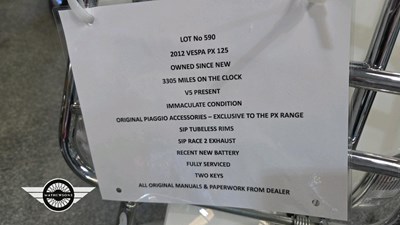 LOT No 590
2012 VESPA PX 125
OWNED SINCE NEW
3305 MILES ON THE CLOCK
V5 PRESENT
IMMACULATE CONDITION
ORIGINAL PIAGGIO ACCESSORIES – EXCLUSIVE TO THE PX RANGE
SIP TUBELESS RIMS
SIP RACE 2 EXHAUST
RECENT NEW BATTERY
FULLY SERVICED
TWO KEYS
ALL ORIGINAL MANUALS & PAPERWORK FROM DEALER
MATHEWSONS